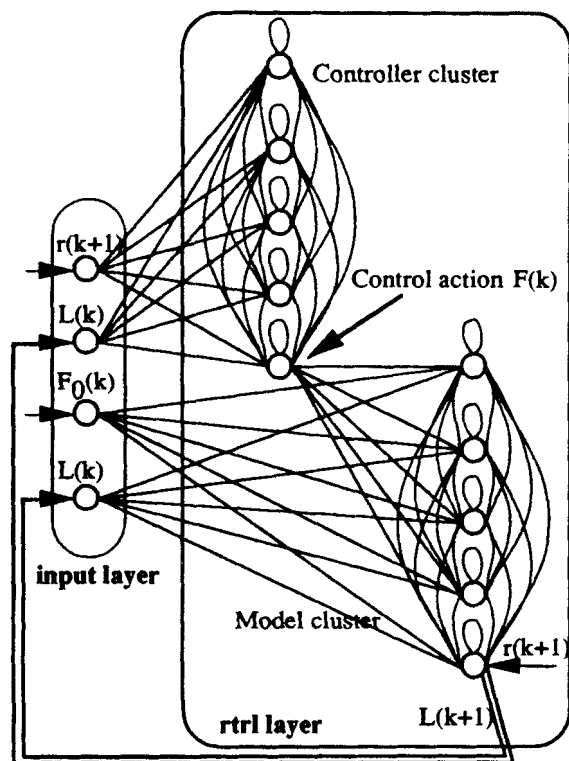 Controller cluster
r(k+1)
L(k)
Control action F(k)
F0(k)
L(k)
input layer
Model cluster
r(k+1)
L(k+1)
rtrl layer